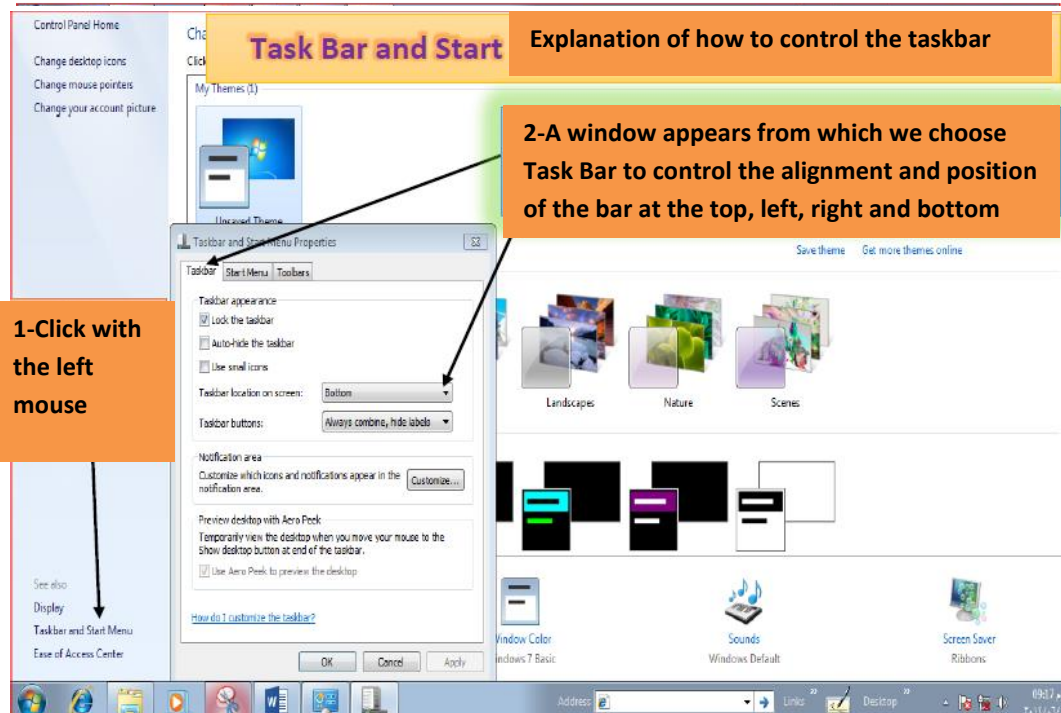 Control Panel Home
Change desktop icons
Change mouse pointers
Change your account picture
Task Bar and Start
Explanation of how to control the taskbar
My Themes (1)
Unsaved Theme
2-A window appears from which we choose
Task Bar to control the alignment and position
of the bar at the top, left, right and bottom
Save theme Get more themes online
Taskbar and Start Menu Properties
Taskbar Start Menu Toolbars
Taskbar appearance
Lock the taskbar
Auto-hide the taskbar
Use small icons
Taskbar location on screen: Bottom
Taskbar buttons: Always combine, hide labels
Notification area
Customize which icons and notifications appear in the
notification area.
Customize...
Preview desktop with Aero Peek
Temporarily view the desktop when you move your mouse to the
Show desktop button at end of the taskbar.
Use Aero Peek to preview the desktop
How do I customize the taskbar?
OK Cancel Apply
1-Click with
the left
mouse
Landscapes Nature Scenes
See also
Display
Taskbar and Start Menu
Ease of Access Center
Window Color
Windows 7 Basic
Sounds
Windows Default
Screen Saver
Ribbons
Address Links Desktop
09:17